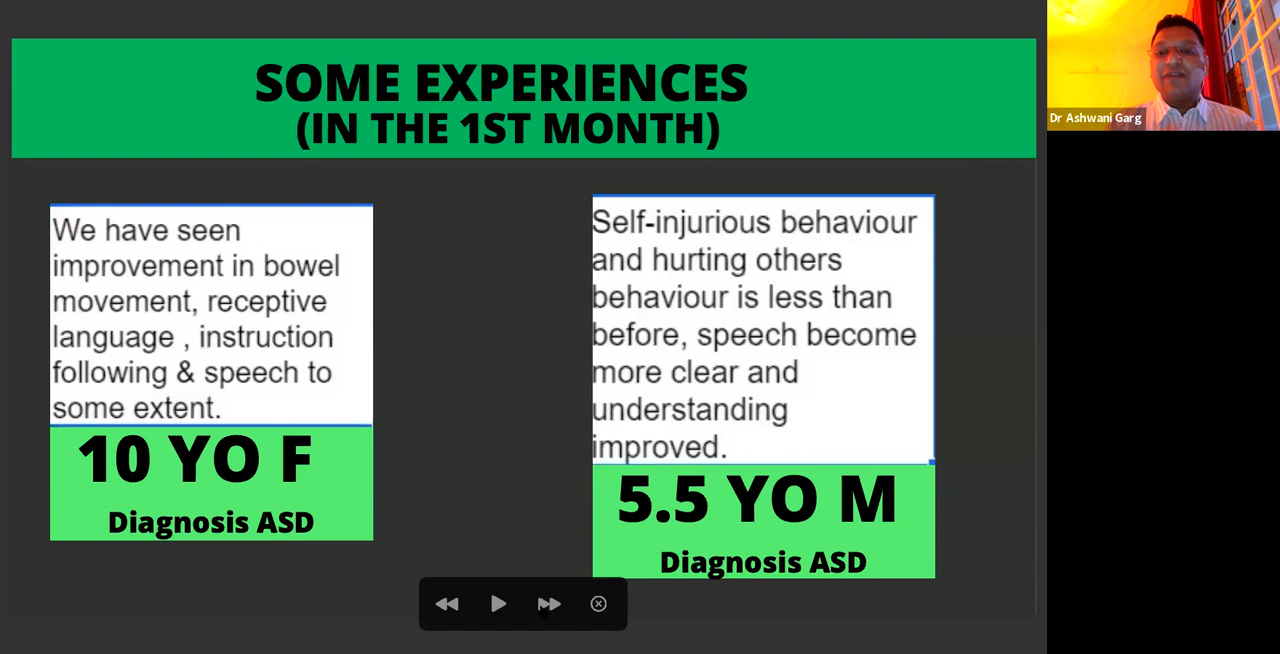 SOME EXPERIENCES
(IN THE 1ST MONTH)
We have seen
improvement in bowel
movement, receptive
language , instruction
following & speech to
some extent.
10 YO F
Diagnosis ASD
Self-injurious behaviour
and hurting others
behaviour is less than
before, speech become
more clear and
understanding
improved.
5.5 YO M
Diagnosis ASD
Dr Ashwani Garg